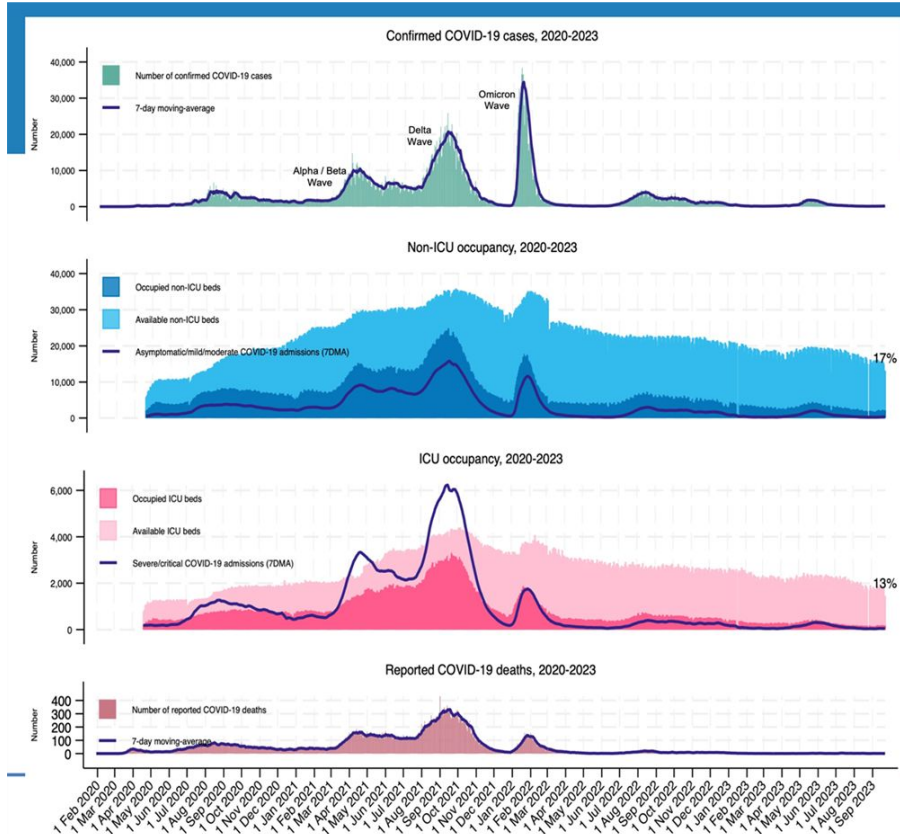 Confirmed COVID-19 cases, 2020-2023
40,000
30,000
20,000
10,000
0
Number
Number of confirmed COVID-19 cases
7-day moving-average
Alpha / Beta
Wave
Delta
Wave
Omicron
Wave
Non-ICU occupancy, 2020-2023
40,000
30,000
20,000
10,000
0
Number
Occupied non-ICU beds
Available non-ICU beds
Asymptomatic/mild/moderate COVID-19 admissions (7DMA)
17%
ICU occupancy, 2020-2023
6,000
4,000
2,000
0
Number
Occupied ICU beds
Available ICU beds
Severe/critical COVID-19 admissions (7DMA)
13%
Reported COVID-19 deaths, 2020-2023
400
300
200
100
0
Number
Number of reported COVID-19 deaths
7-day moving-average
1 Feb 2020
1 Mar 2020
1 Apr 2020
1 May 2020
1 Jun 2020
1 Jul 2020
1 Aug 2020
1 Sep 2020
1 Oct 2020
1 Nov 2020
1 Dec 2020
1 Jan 2021
1 Feb 2021
1 Mar 2021
1 Apr 2021
1 May 2021
1 Jun 2021
1 Jul 2021
1 Aug 2021
1 Sep 2021
1 Oct 2021
1 Nov 2021
1 Dec 2021
1 Jan 2022
1 Feb 2022
1 Mar 2022
1 Apr 2022
1 May 2022
1 Jun 2022
1 Jul 2022
1 Aug 2022
1 Sep 2022
1 Oct 2022
1 Nov 2022
1 Dec 2022
1 Jan 2023
1 Feb 2023
1 Mar 2023
1 Apr 2023
1 May 2023
1 Jun 2023
1 Jul 2023
1 Aug 2023
1 Sep 2023